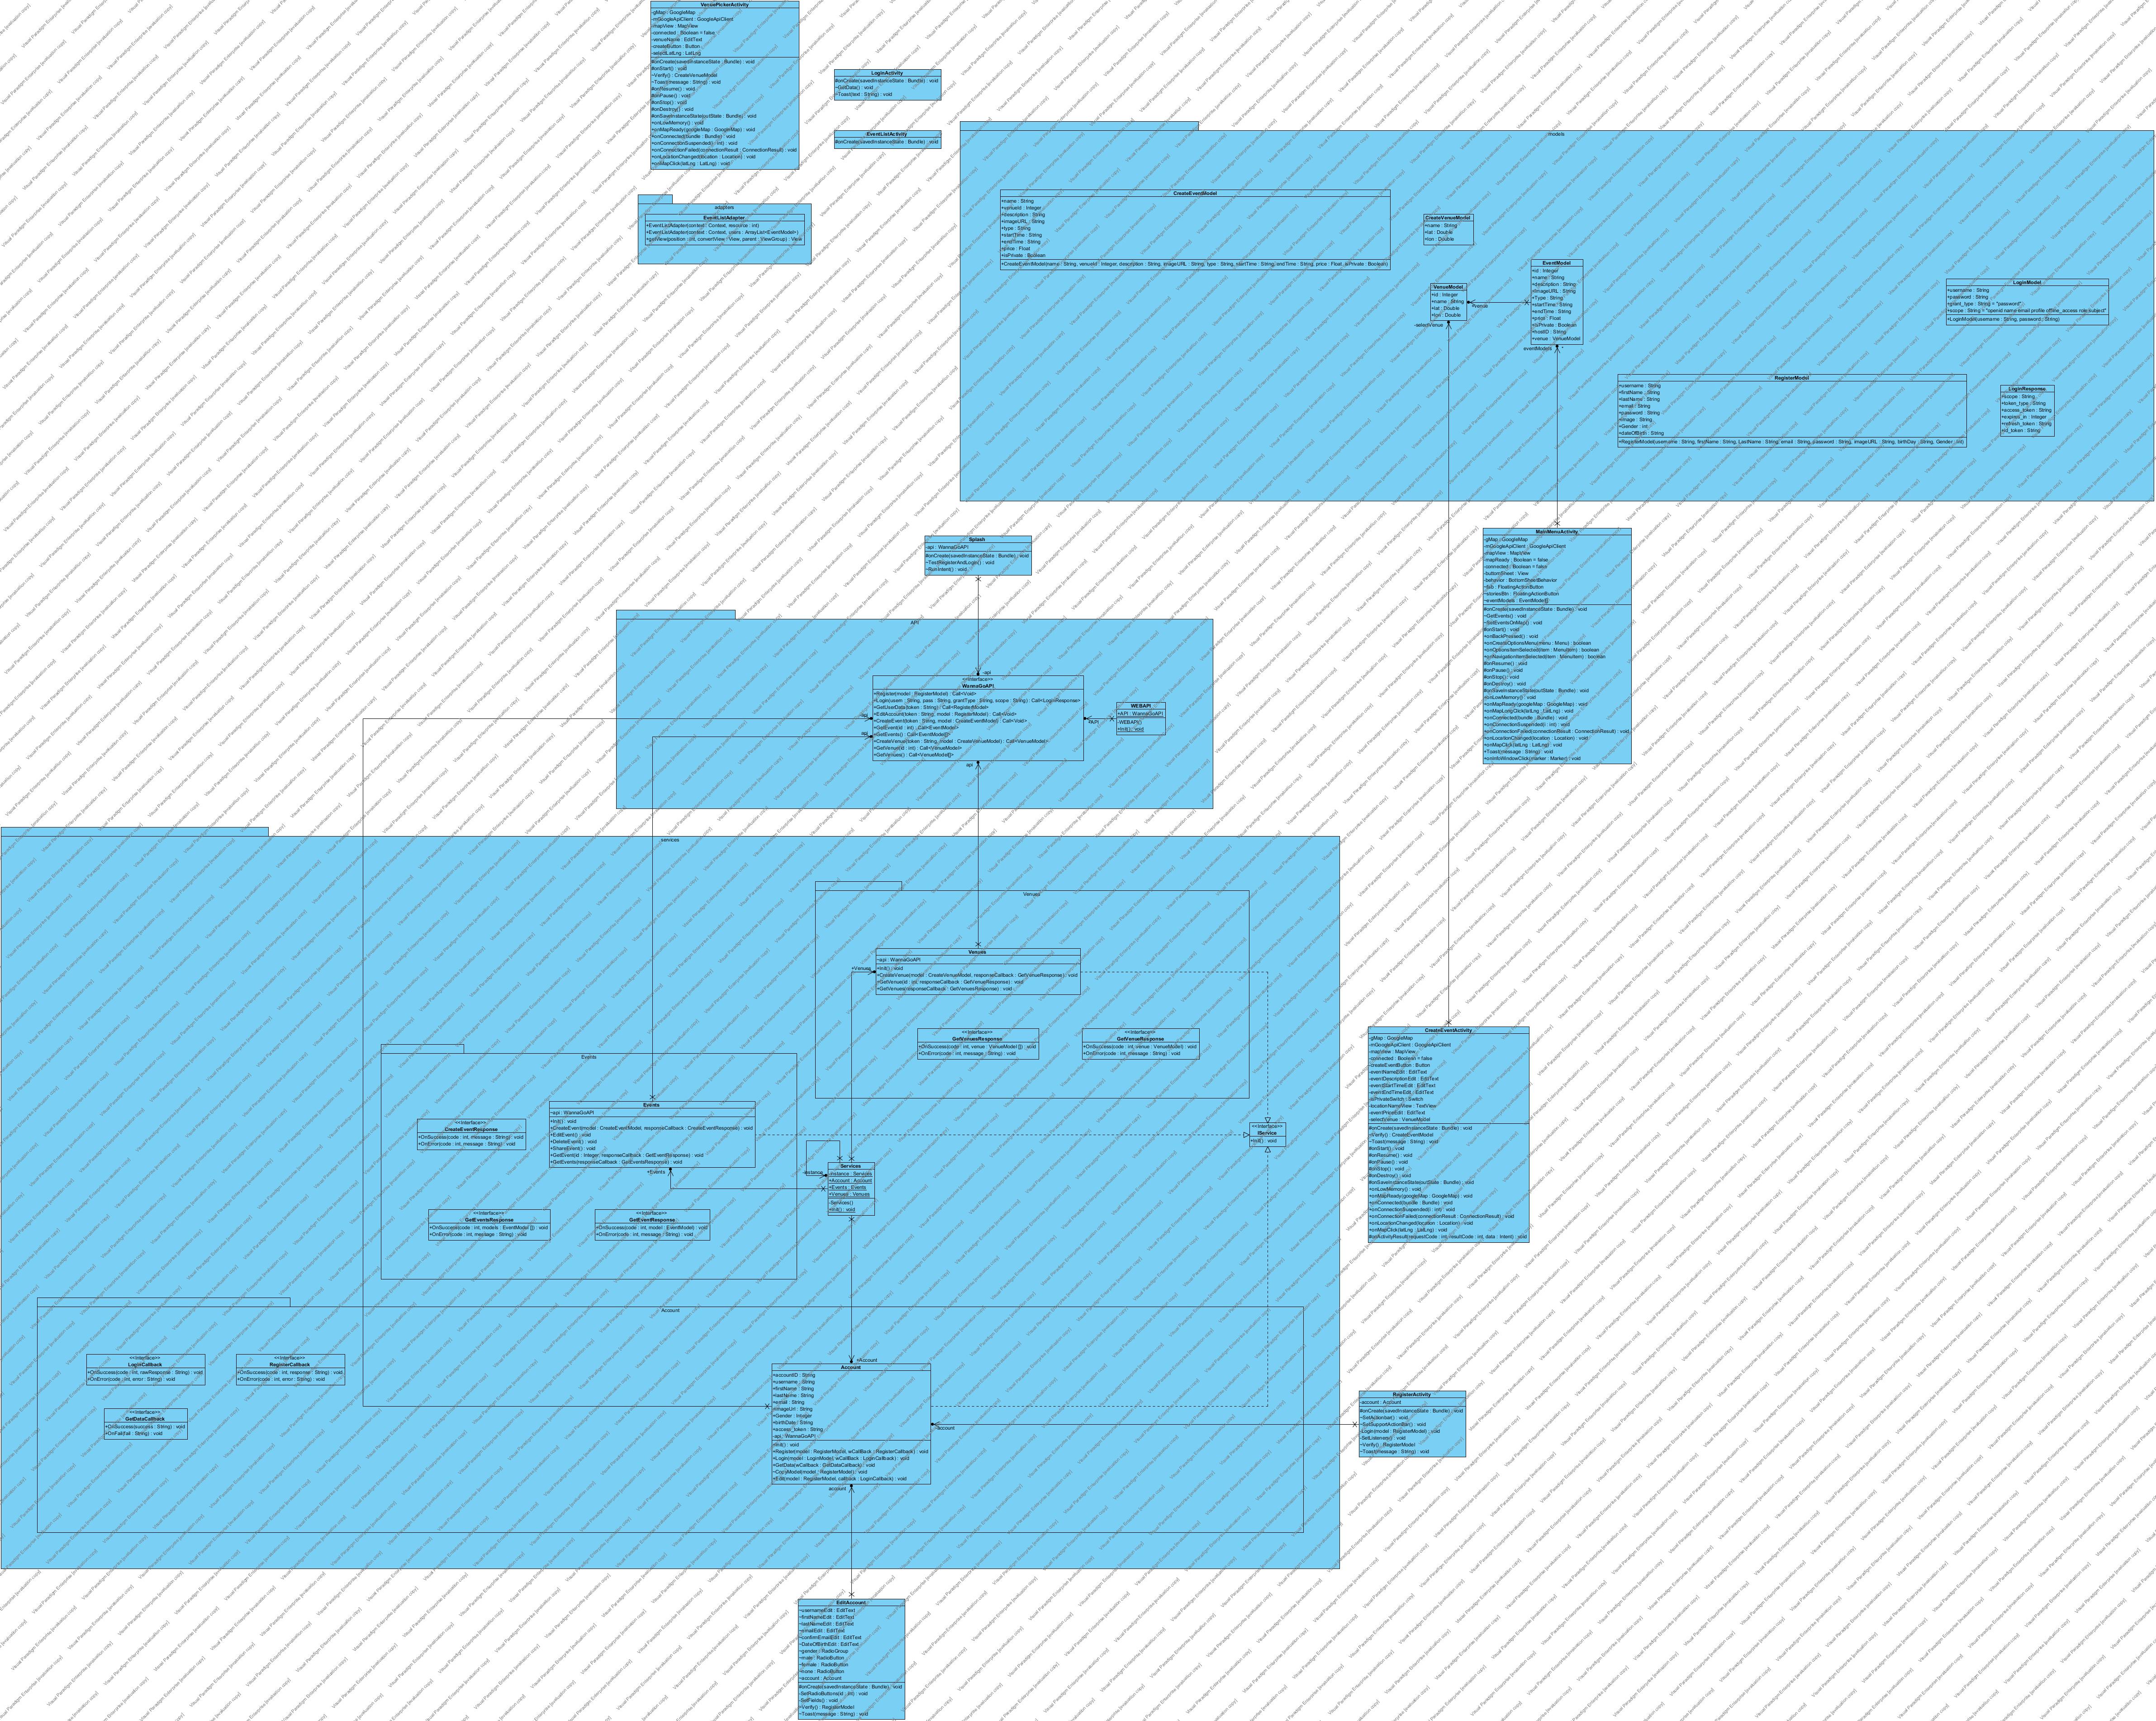 VenuePickerActivity
-gMap : GoogleMap
-mGoogleApiClient : GoogleApiClient
-mapView : MapView
-connected : Boolean = false
-venueName : EditText
-createButton : Button
LatLng : LatLng
#onCreate(savedInstanceState : Bundle) : void
#onStart() : void
~Verify() : CreateVenueModel
~Toast(message : String) : void
#onResume() : void
#onPause() : void
#onStop() : void
#onDestroy() : void
#onSaveInstanceState(outState : Bundle) : void
+onLowMemory() : void
+onMapReady(googleMap : GoogleMap) : void
+onConnected(bundle : Bundle) : void
+onConnectionSuspended(i : int) : void
+onConnectionFailed(connectionResult : ConnectionResult) : void
+onLocationChanged(location : Location) : void
+onMapClick(latLng : LatLng) : void
LoginActivity
#onCreate(savedInstanceState : Bundle) : void
~GetData() : void
~Toast(text : String) : void
EventListActivity
#onCreate(savedInstanceState : Bundle) : void
adapters
EventListAdapter
+EventListAdapter(context : Context, resource : int)
+EventListAdapter(context : Context, users : ArrayList<EventModel>)
+getView(position : int, convertView : View, parent : ViewGroup) : View
models
CreateEventModel
+name : String
+venueId : Integer
+description : String
+imageURL : String
+type : String
+startTime : String
+endTime : String
+price : Float
+isPrivate : Boolean
+CreateEventModel(name : String, venueId : Integer, description : String, imageURL : String, type : String, startTime : String, endTime : String, price : Float, isPrivate : Boolean)
CreateVenueModel
+name : String
+lat : Double
+lon : Double
VenueModel
+id : Integer
+name : String
+lat : Double
+lon : Double
-selectVenue
+venue
EventModel
+id : Integer
+name : String
+description : String
+imageURL : String
+Type : String
+startTime : String
+endTime : String
+price : Float
+isPrivate : Boolean
+hostID : String
+venue : VenueModel
eventModels
*
LoginModel
+username : String
+password : String
+grant_type : String = "password"
+scope : String = "openid name email profile offline_access role subject"
+LoginModel(username : String, password : String)
RegisterModel
+username : String
+firstName : String
+lastName : String
+email : String
+password : String
+image : String
+Gender : int
+dateOfBirth : String
+RegisterModel(username : String, firstName : String, LastName : String, email : String, password : String, imageURL : String, birthDay : String, Gender : int)
LoginResponse
+scope : String
+token_type : String
+access_token : String
+expires_in : Integer
+refresh_token : String
+id_token : String
MainMenuActivity
-gMap : GoogleMap
-mGoogleApiClient : GoogleApiClient
-mapView : MapView
-mapReady : Boolean = false
-connected : Boolean = false
-bottomSheet : View
-behavior : BottomSheetBehavior
~fab : FloatingActionButton
~storiesBtn : FloatingActionButton
~eventModels : EventModel[]
#onCreate(savedInstanceState : Bundle) : void
~GetEvents() : void
~SetEventsOnMap() : void
#onStart() : void
+onBackPressed() : void
+onCreateOptionsMenu(menu : Menu) : boolean
+onOptionsItemSelected(item : MenuItem) : boolean
+onNavigationItemSelected(item : MenuItem) : boolean
#onResume() : void
#onPause() : void
#onStop() : void
#onDestroy() : void
#onSaveInstanceState(outState : Bundle) : void
+onLowMemory() : void
+onMapReady(googleMap : GoogleMap) : void
+onMapLongClick(latLng : LatLng) : void
+onConnected(bundle : Bundle) : void
+onConnectionSuspended(i : int) : void
+onConnectionFailed(connectionResult : ConnectionResult) : void
+onLocationChanged(location : Location) : void
+onMapClick(latLng : LatLng) : void
~Toast(message : String) : void
+onInfoWindowClick(marker : Marker) : void
Splash
-api : WannaGoAPI
#onCreate(savedInstanceState : Bundle) : void
~TestRegisterAndLogin() : void
~RunIntent() : void
API
-api
<<Interface>>
WannaGoAPI
+Register(model : RegisterModel) : Call<Void>
+Login(usern : String, pass : String, grantType : String, scope : String) : Call<LoginResponse>
+GetUserData(token : String) : Call<RegisterModel>
+EditAccount(token : String, model : RegisterModel) : Call<Void>
+CreateEvent(token : String, model : CreateEventModel) : Call<Void>
+GetEvent(id : int) : Call<EventModel>
+GetEvents() : Call<EventModel[]>
+CreateVenue(token : String, model : CreateVenueModel) : Call<VenueModel>
+GetVenue(id : int) : Call<VenueModel>
+GetVenues() : Call<VenueModel[]>
api
api
api
+API
WEBAPI
+API : WannaGoAPI
-WEBAPI()
+Init() : void
services
Venues
Venues
~api : WannaGoAPI
+Init() : void
+CreateVenue(model : CreateVenueModel, responseCallback : GetVenueResponse) : void
+GetVenue(id : int, responseCallback : GetVenueResponse) : void
+GetVenues(responseCallback : GetVenuesResponse) : void
+Venues
<<Interface>>
GetVenuesResponse
+OnSuccess(code : int, venue : VenueModel []) : void
+OnError(code : int, message : String) : void
<<Interface>>
GetVenueResponse
+OnSuccess(code : int, venue : VenueModel) : void
+OnError(code : int, message : String) : void
Events
Events
~api : WannaGoAPI
+Init() : void
+CreateEvent(model : CreateEventModel, responseCallback : CreateEventResponse) : void
+EditEvent() : void
+DeleteEvent() : void
+ShareEvent() : void
+GetEvent(id : Integer, responseCallback : GetEventResponse) : void
+GetEvents(responseCallback : GetEventsResponse) : void
+Events
<<Interface>>
CreateEventResponse
+OnSuccess(code : int, message : String) : void
+OnError(code : int, message : String) : void
<<Interface>>
GetEventsResponse
+OnSuccess(code : int, models : EventModel []) : void
+OnError(code : int, message : String) : void
<<Interface>>
GetEventResponse
+OnSuccess(code : int, model : EventModel) : void
+OnError(code : int, message : String) : void
-instance
Services
-instance : Services
+Account : Account
+Events : Events
+Venues : Venues
-Services()
+Init() : void
<<Interface>>
IService
+Init() : void
CreateEventActivity
-gMap : GoogleMap
-mGoogleApiClient : GoogleApiClient
-mapView : MapView
-connected : Boolean = false
-createEventButton : Button
-eventNameEdit : EditText
-eventDescriptionEdit : EditText
-eventStartTimeEdit : EditText
-eventEndTimeEdit : EditText
-isPrivateSwitch : Switch
-locationNameView : TextView
-eventPriceEdit : EditText
-selectVenue : VenueModel
#onCreate(savedInstanceState : Bundle) : void
~Verify() : CreateEventModel
~Toast(message : String) : void
#onStart() : void
#onResume() : void
#onPause() : void
#onStop() : void
#onDestroy() : void
#onSaveInstanceState(outState : Bundle) : void
+onLowMemory() : void
+onMapReady(googleMap : GoogleMap) : void
+onConnected(bundle : Bundle) : void
+onConnectionSuspended(i : int) : void
+onConnectionFailed(connectionResult : ConnectionResult) : void
+onLocationChanged(location : Location) : void
+onMapClick(latLng : LatLng) : void
#onActivityResult(requestCode : int, resultCode : int, data : Intent) : void
Account
<<Interface>>
LoginCallback
+OnSuccess(code : int, rawResponse : String) : void
+OnError(code : int, error : String) : void
<<Interface>>
RegisterCallback
+OnSuccess(code : int, response : String) : void
+OnError(code : int, error : String) : void
<<Interface>>
GetDataCallback
+OnSuccess(success : String) : void
+OnFail(fail : String) : void
+Account
Account
+accountID : String
+username : String
+firstName : String
+lastName : String
+email : String
+imageUrl : String
+Gender : Integer
+birthDate : String
+access_token : String
~api : WannaGoAPI
+Init() : void
+Register(model : RegisterModel, wCallBack : RegisterCallback) : void
+Login(model : LoginModel, wCallBack : LoginCallback) : void
+GetData(wCallback : GetDataCallback) : void
~CopyModel(model : RegisterModel) : void
+Edit(model : RegisterModel, callback : LoginCallback) : void
account
-account
RegisterActivity
-account : Account
#onCreate(savedInstanceState : Bundle) : void
-SetActionbar() : void
-SetSupportActionBar() : void
-Login(model : RegisterModel) : void
-SetListeners() : void
~Verify() : RegisterModel
~Toast(message : String) : void
EditAccount
~usernameEdit : EditText
~firstNameEdit : EditText
~lastNameEdit : EditText
~emailEdit : EditText
~confirmEmailEdit : EditText
~DateOfBirthEdit : EditText
~gender : RadioGroup
~male : RadioButton
~female : RadioButton
~none : RadioButton
~account : Account
#onCreate(savedInstanceState : Bundle) : void
-SetRadioButtons(id : int) : void
-SetFields() : void
~Verify() : RegisterModel
~Toast(message : String) : void
Visual Paradigm Enterprise [evaluation copy]